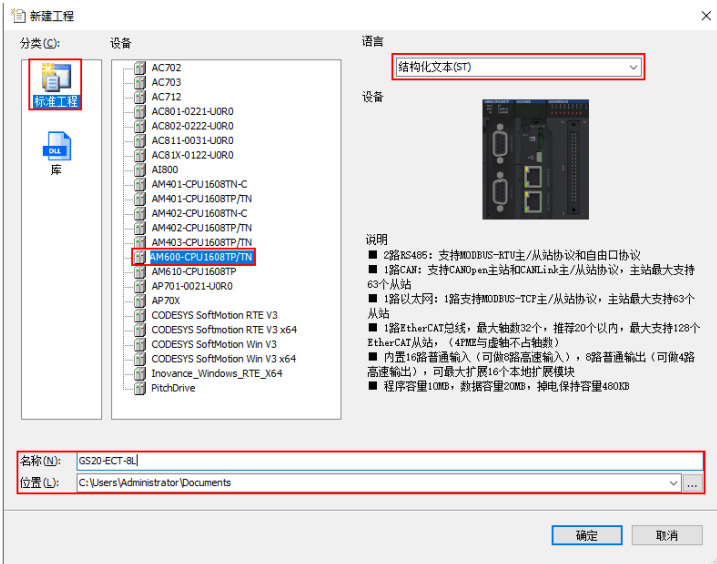 新建工程
分类(C):
设备
语言
标准工程
库
AC702
AC703
AC712
AC801-0221-U0R0
AC802-0222-U0R0
AC811-0031-U0R0
AC81X-0122-U0R0
AI800
AM401-CPU1608TN-C
AM401-CPU1608TP/TN
AM402-CPU1608TN-C
AM402-CPU1608TP/TN
AM403-CPU1608TP/TN
AM600-CPU1608TP/TN
AM610-CPU1608TP
AP701-0021-U0R0
AP70X
CODESYS SoftMotion RTE V3
CODESYS SoftMotion RTE V3 x64
CODESYS SoftMotion Win V3
CODESYS SoftMotion Win V3 x64
Inovance_Windows_RTE_X64
PitchDrive
结构化文本(ST)
设备
说明
■ 2路RS485：支持MODBUS-RTU主/从站协议和自由口协议
■ 1路CAN：支持CANOpen主站和CANLink主/从站协议，主站最大支持
63个从站
■ 1路以太网：1路支持MODBUS-TCP主/从站协议，主站最大支持63个
从站
■ 1路EtherCAT总线，最大轴数32个，推荐20个以内，最大支持128个
EtherCAT从站，（4PME与虚轴不占轴数）
■ 内置16路普通输入（可做8路高速输入），8路普通输出（可做4路
高速输出），可最大扩展16个本地扩展模块
■ 程序容量10MB，数据容量20MB，掉电保持容量480KB
名称(N):
GS20-ECT-8L
位置(L):
C:\Users\Administrator\Documents
...
确定
取消